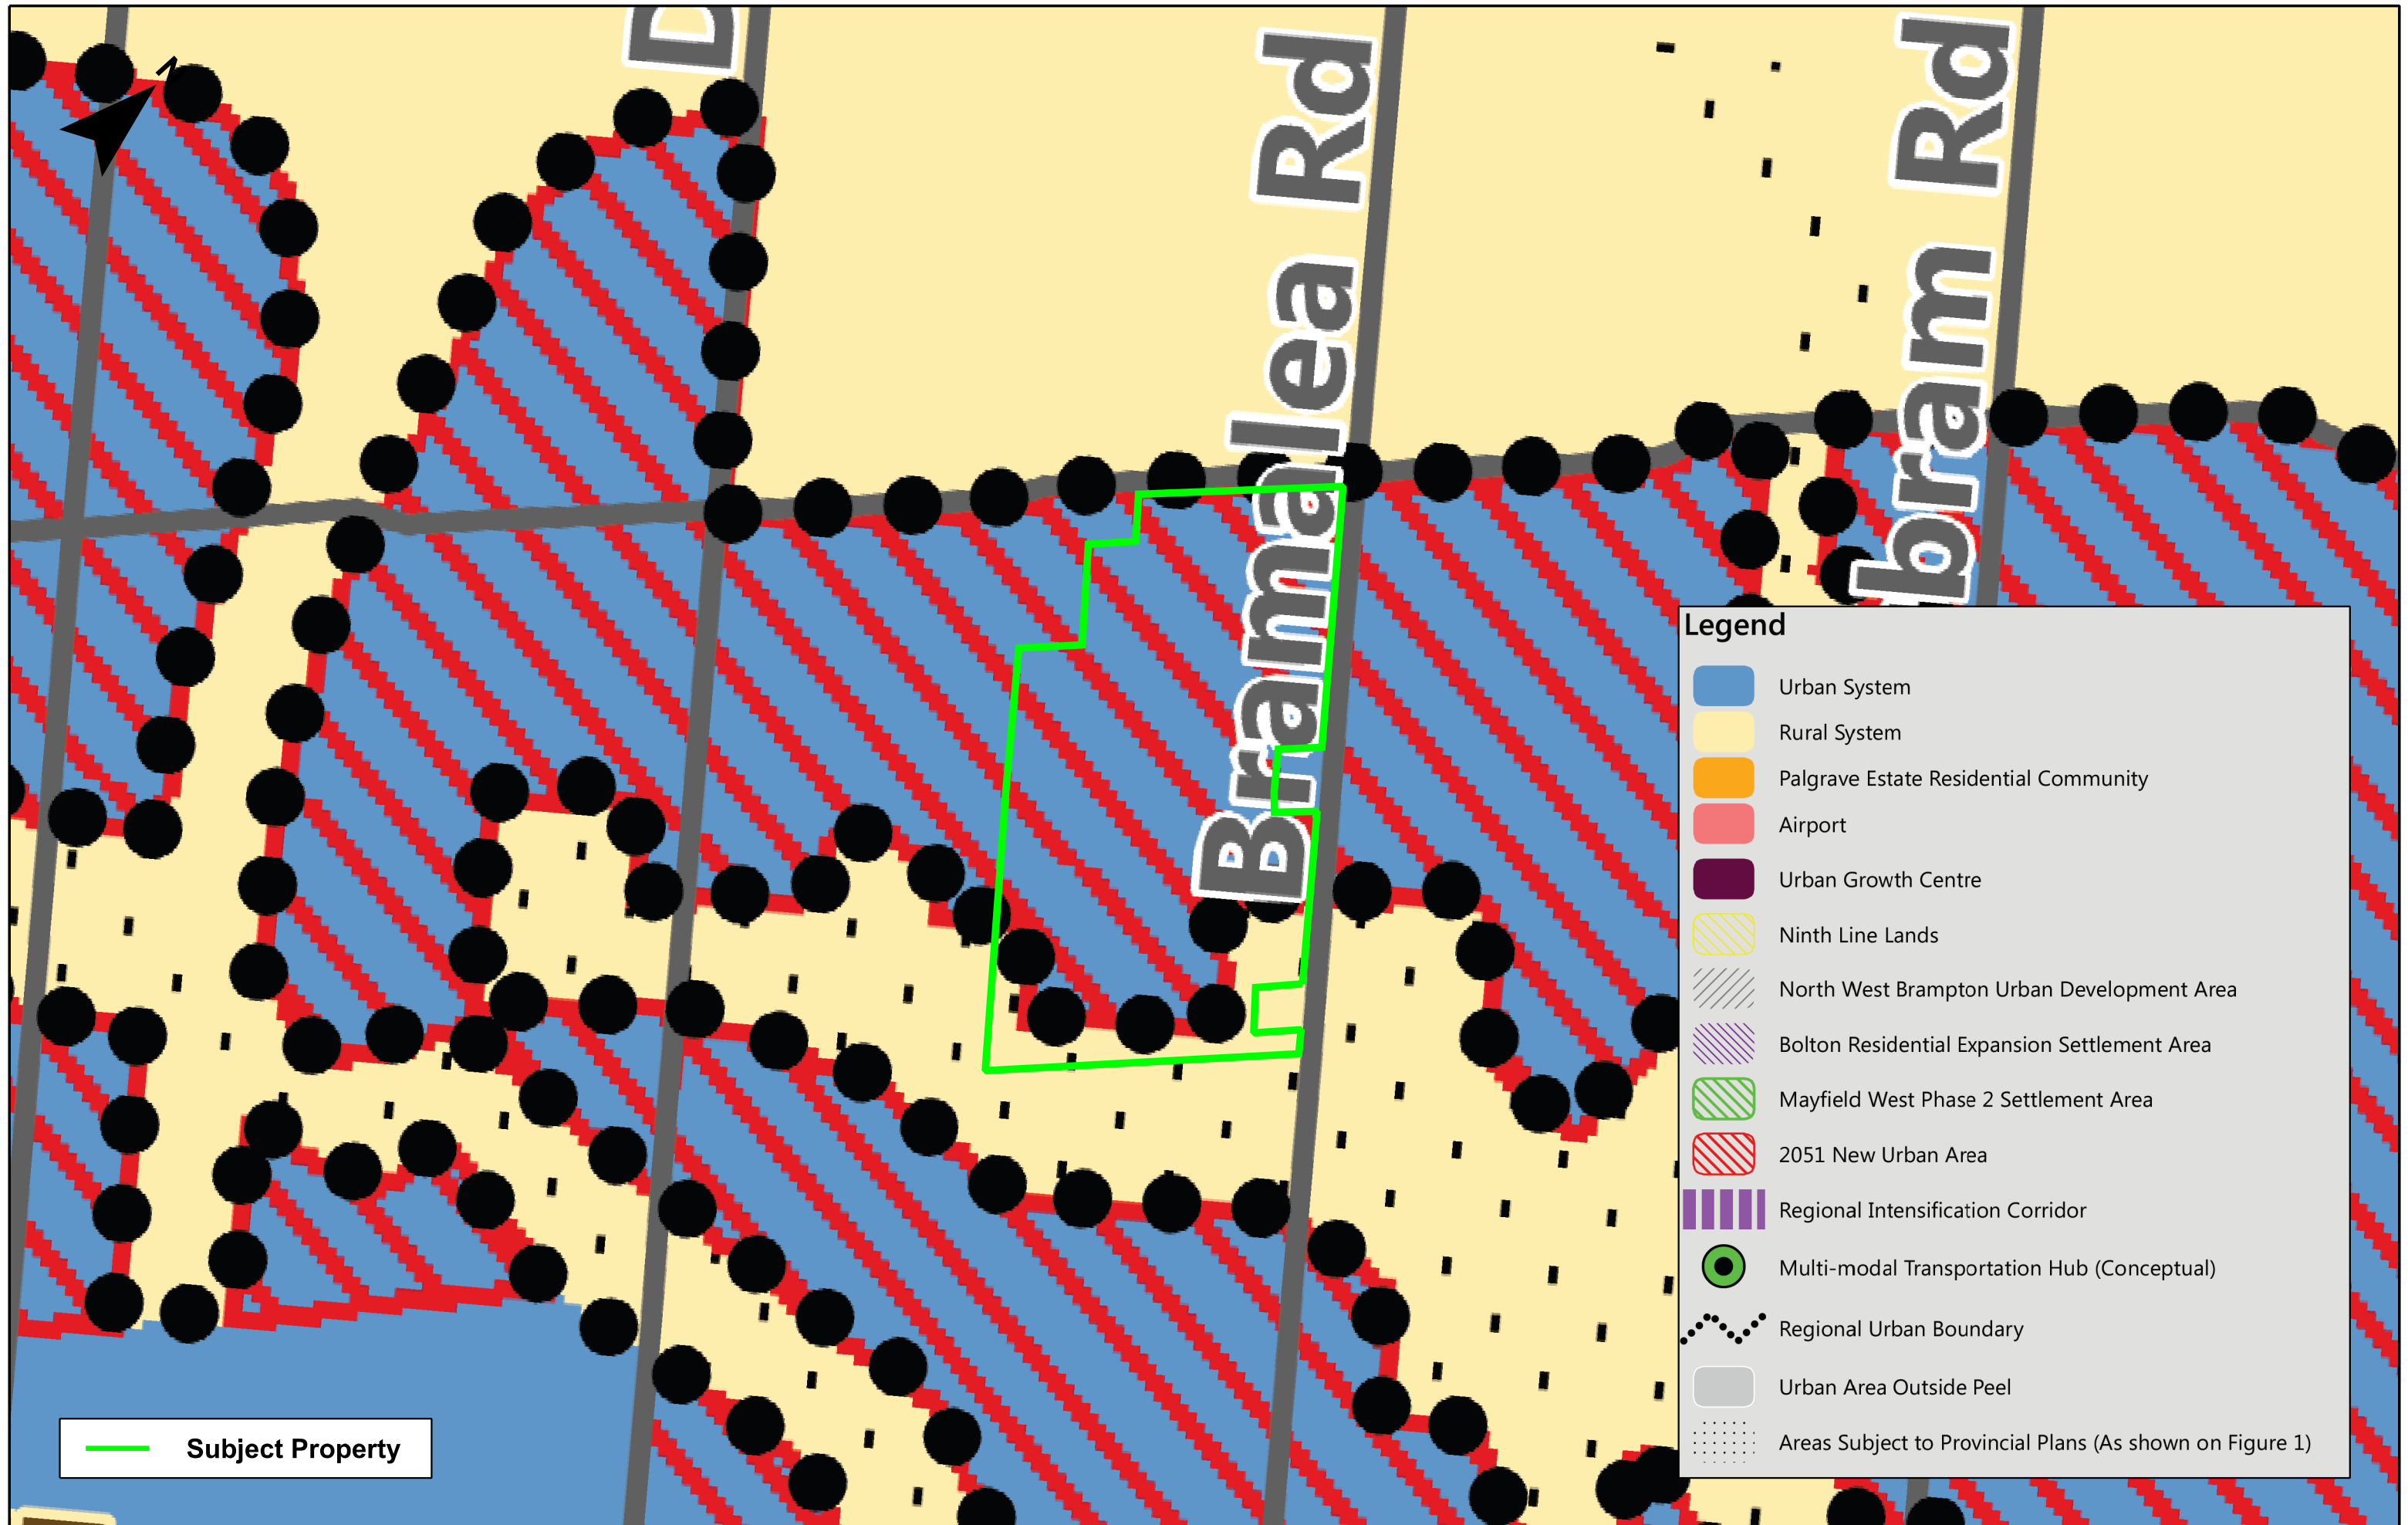 D
Bramalea Rd
bram Rd
Legend
Urban System
Rural System
Palgrave Estate Residential Community
Airport
Urban Growth Centre
Ninth Line Lands
North West Brampton Urban Development Area
Bolton Residential Expansion Settlement Area
Mayfield West Phase 2 Settlement Area
2051 New Urban Area
Regional Intensification Corridor
Multi-modal Transportation Hub (Conceptual)
Regional Urban Boundary
Urban Area Outside Peel
Areas Subject to Provincial Plans (As shown on Figure 1)
Subject Property